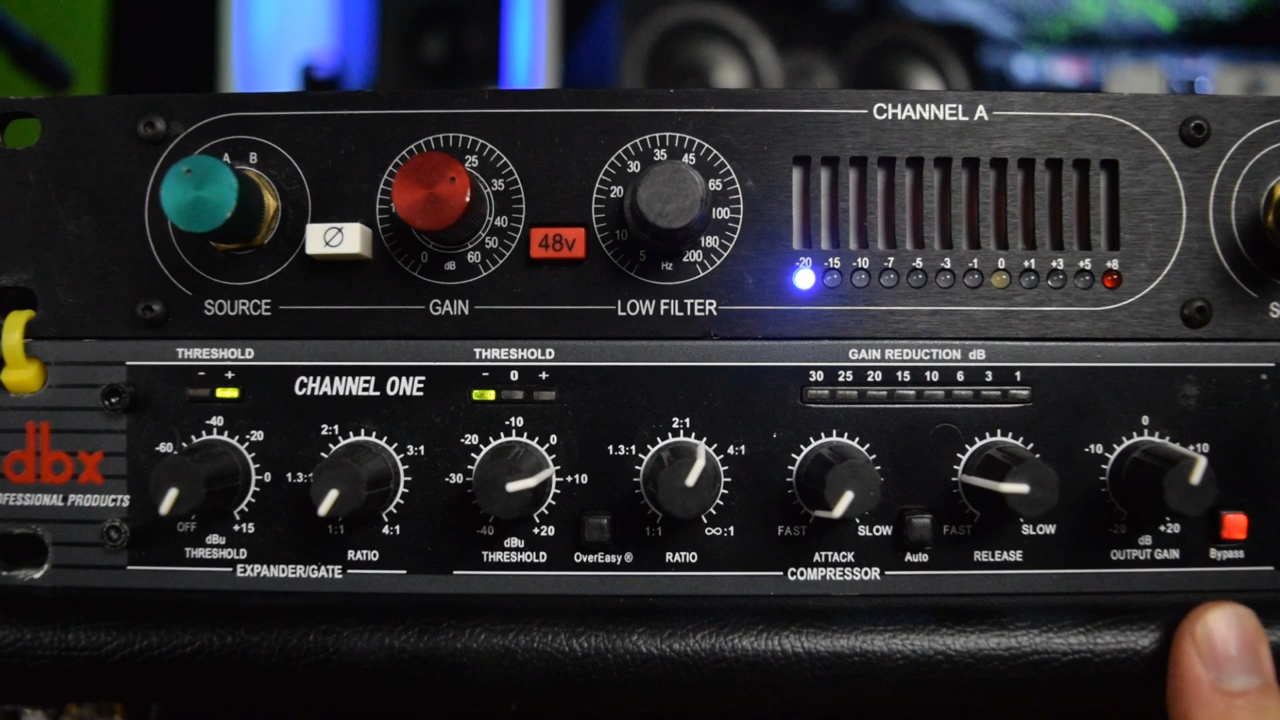 CHANNEL A
A B
25
35
40
50
60
0
dB
Ø
48v
35
30 45
20 65
10 100
5 180
Hz 200
-20 -15 -10 -7 -5 -3 -1 0 +1 +3 +5 +8
SOURCE GAIN LOW FILTER
S
THRESHOLD THRESHOLD GAIN REDUCTION dB
- + CHANNEL ONE - 0 + 30 25 20 15 10 6 3 1
-40 2:1 -10 2:1 0
-60 -20 3:1 -20 0 1.3:1 4:1 -10 +10
0 1.3:1 -30 +10
OFF +15 1:1 4:1 -40 +20 1:1 ∞:1 FAST SLOW FAST SLOW -20 +20
dBu dBu dB
THRESHOLD RATIO THRESHOLD OverEasy ® RATIO ATTACK Auto RELEASE OUTPUT GAIN Bypass
EXPANDER/GATE COMPRESSOR
dbx
OFESSIONAL PRODUCTS